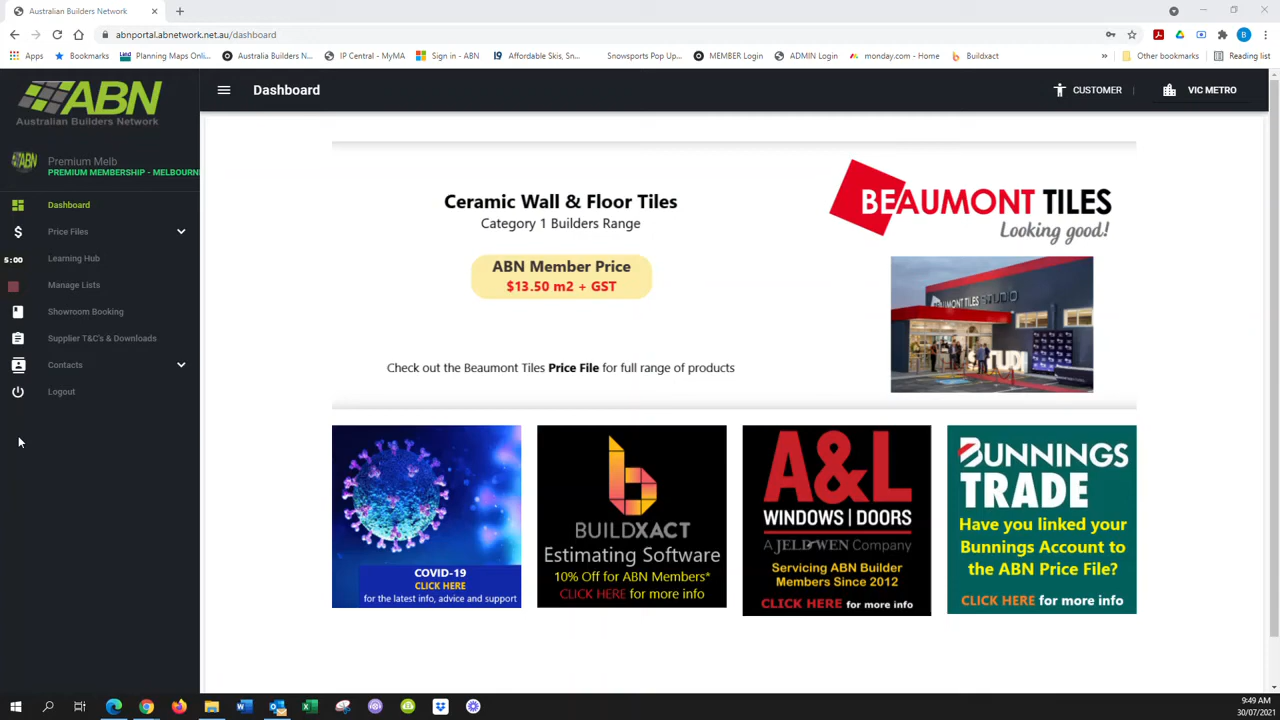 Australian Builders Network
abnportal.abnetwork.net.au/dashboard
B
Apps
Bookmarks
Planning Maps Onl...
Australia Builders N...
IP Central - MyMA
Sign in - ABN
Affordable Skis, Sn...
Snowsports Pop Up...
MEMBER Login
ADMIN Login
monday.com - Home
Buildxact
Other bookmarks
Reading list
ABN
Australian Builders Network
Dashboard
CUSTOMER
VIC METRO
Premium Melb
PREMIUM MEMBERSHIP - MELBOURN
Dashboard
Price Files
5:00
Learning Hub
Manage Lists
Showroom Booking
Supplier T&C's & Downloads
Contacts
Logout
Ceramic Wall & Floor Tiles
Category 1 Builders Range
ABN Member Price
$13.50 m2 + GST
Check out the Beaumont Tiles Price File for full range of products
BEAUMONT TILES
Looking good!
COVID-19
CLICK HERE
for the latest info, advice and support
BUILDXACT
Estimating Software
10% Off for ABN Members*
CLICK HERE for more info
A&L
WINDOWS | DOORS
A JELD-WEN Company
Servicing ABN Builder
Members Since 2012
CLICK HERE for more info
BUNNINGS
TRADE
Have you linked your
Bunnings Account to
the ABN Price File?
CLICK HERE for more info
9:49 AM
30/07/2021